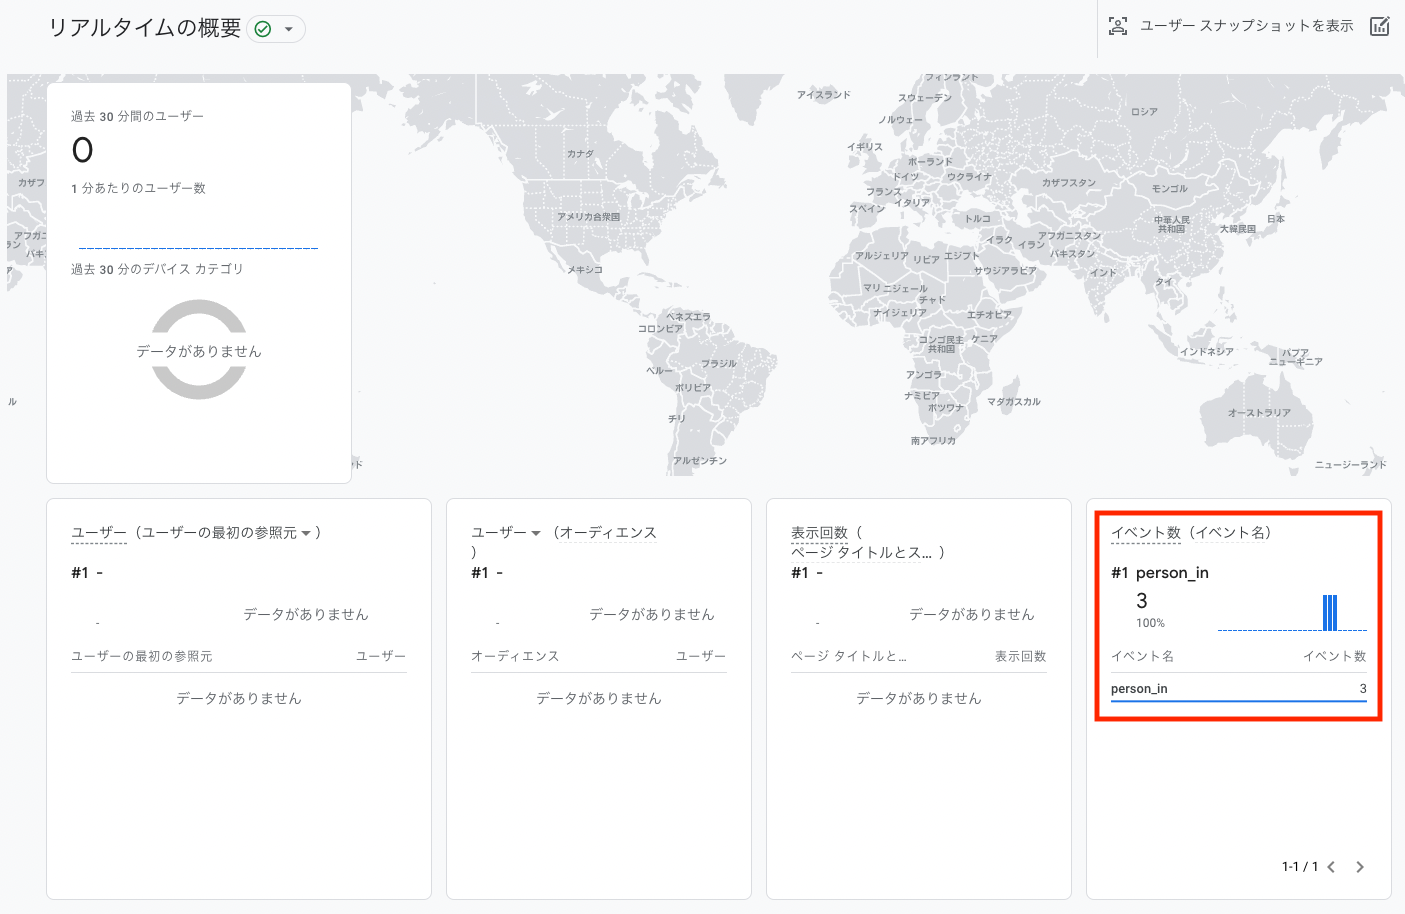 リアルタイムの概要
ユーザー スナップショットを表示
過去 30 分間のユーザー
0
1 分あたりのユーザー数
過去 30 分のデバイス カテゴリ
データがありません
アイスランド
フィンランド
スウェーデン
ノルウェー
ロシア
イギリス
カナダ
ポーランド
ドイツ
ウクライナ
フランス
カザフスタン
モンゴル
カザフ
スペイン
イタリア
アメリカ合衆国
トルコ
中華人民
共和国
大韓民国
日本
アフガニ
イラク
イラン
アフガニスタン
ラン
パキ
アルジェリア
リビア
エジプト
パキスタン
メキシコ
サウジアラビア
インド
タイ
マリ
ニジェール
チャド
ナイジェリア
エチオピア
ベネズエラ
コロンビア
コンゴ民主
共和国
ケニア
インドネシア
パプア
ニューギニア
ブラジル
ペルー
アンゴラ
ボリビア
ナミビア
ボツワナ
マダガスカル
ル
チリ
オーストラリア
南アフリカ
アルゼンチン
ニュージーランド
ド
ユーザー（ユーザーの最初の参照元）
#1 -
-
データがありません
ユーザーの最初の参照元 ユーザー
データがありません
ユーザー（オーディエンス
）
#1 -
-
データがありません
オーディエンス ユーザー
データがありません
表示回数（
ページ タイトルとス... ）
#1 -
-
データがありません
ページ タイトルと... 表示回数
データがありません
イベント数（イベント名）
#1 person_in
3
100%
イベント名 イベント数
person_in 3
1-1 / 1